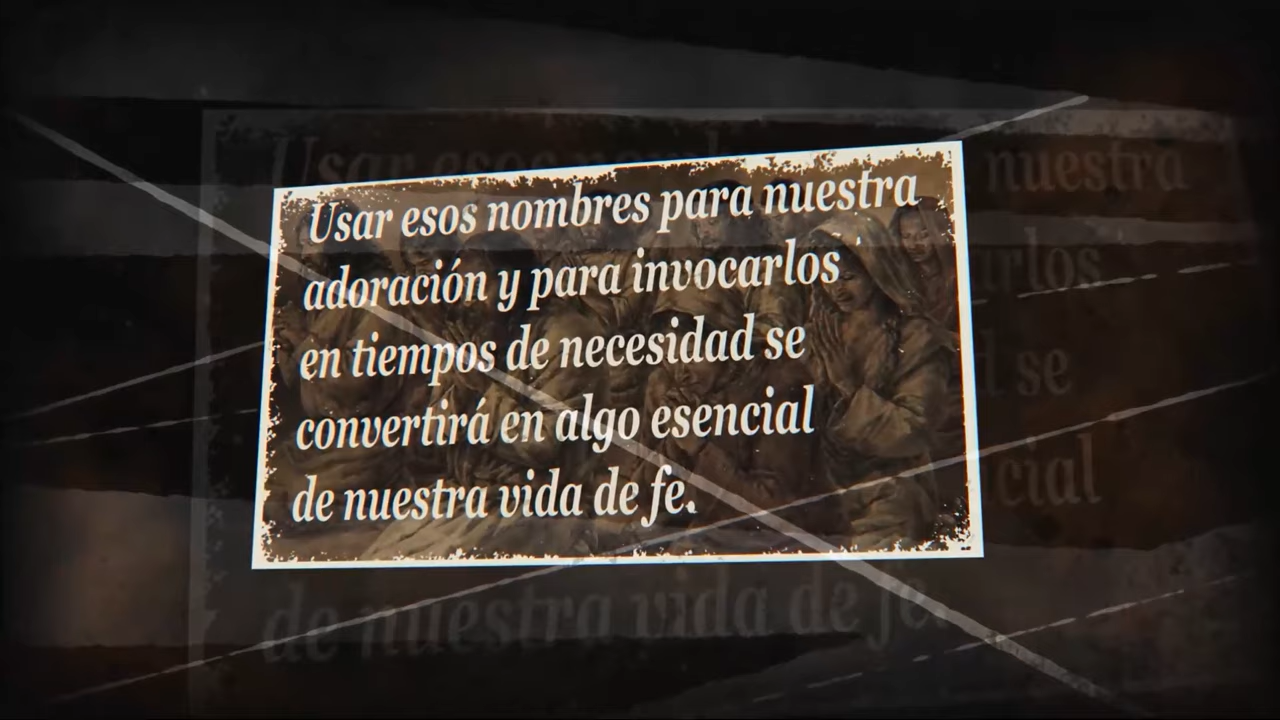 Usar esos nombres para nuestra
adoración y para invocarlos
en tiempos de necesidad se
convertirá en algo esencial
de nuestra vida de fe.